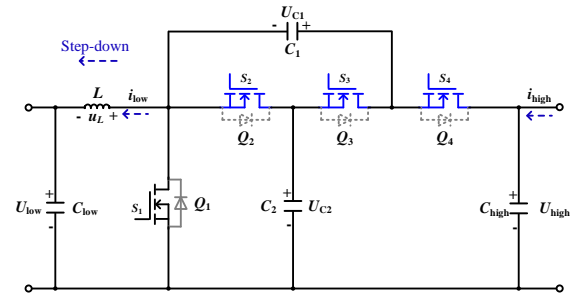 U_C1
- +
C_1
Step-down
L
i_low
S_2
S_3
S_4
i_high
- u_L +
Q_2
Q_3
Q_4
+
U_low
C_low
-
S_1
Q_1
+
C_2
U_C2
-
+
C_high
U_high
-